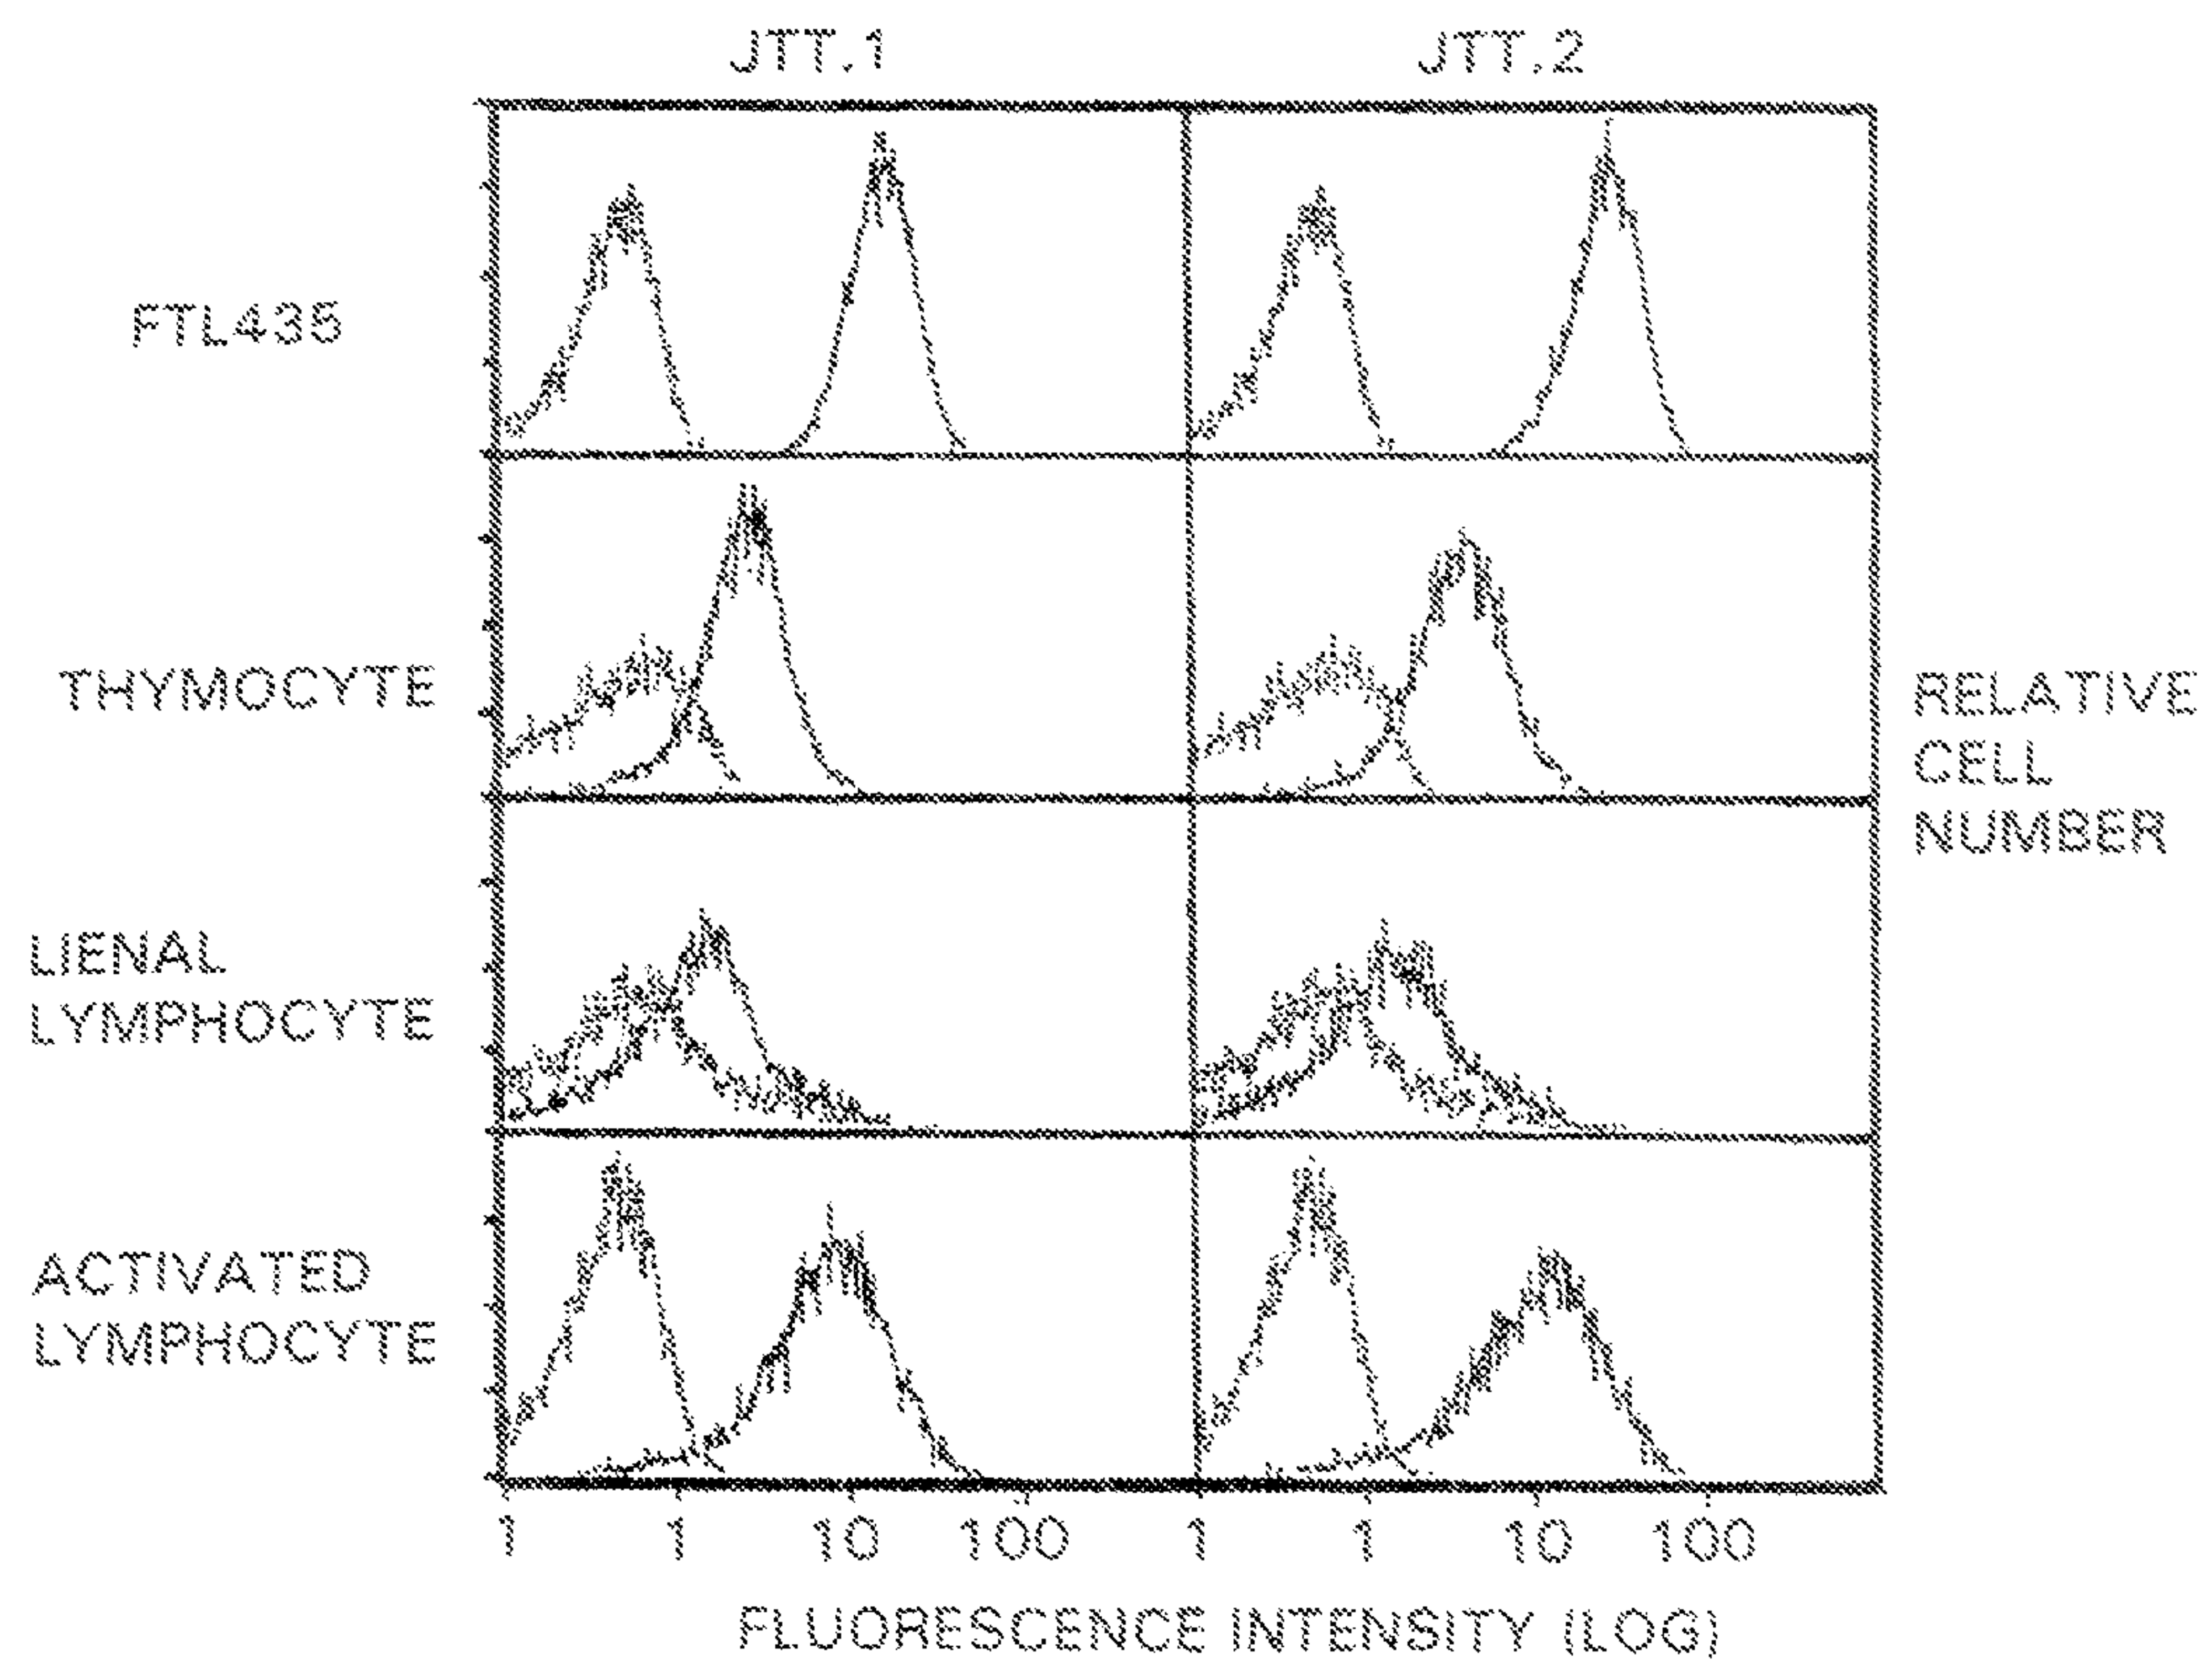 JTT.1 JTT.2
FTL435
THYMOCYTE
RELATIVE
CELL
NUMBER
LIENAL
LYMPHOCYTE
ACTIVATED
LYMPHOCYTE
1 1 10 100 1 1 10 100
FLUORESCENCE INTENSITY (LOG)